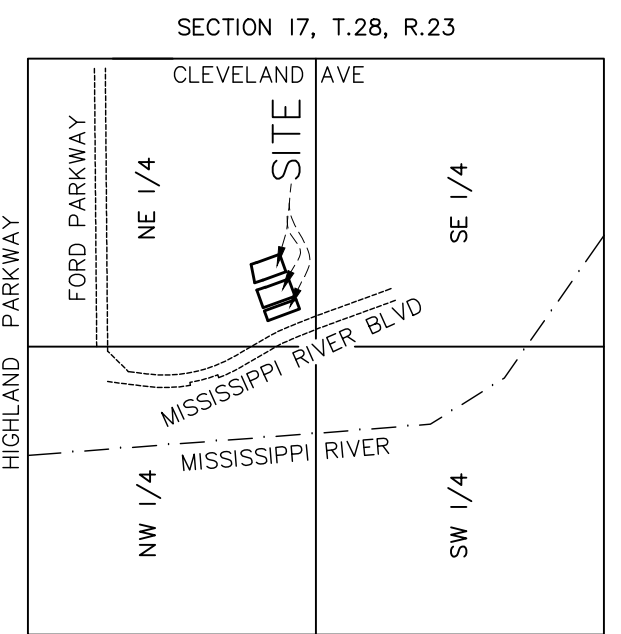 SECTION 17, T.28, R.23
CLEVELAND AVE
FORD PARKWAY
NE 1/4
SITE
SE 1/4
HIGHLAND PARKWAY
MISSISSIPPI RIVER BLVD
MISSISSIPPI RIVER
NW 1/4
SW 1/4